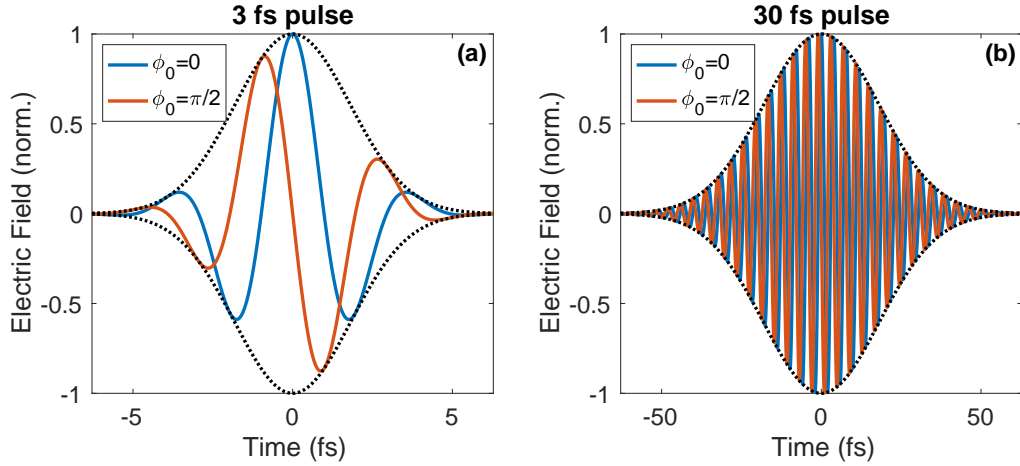 3 fs pulse
(a)
ϕ0=0
ϕ0=π/2
Electric Field (norm.)
1
0.5
0
-0.5
-1
-5
0
5
Time (fs)
30 fs pulse
(b)
ϕ0=0
ϕ0=π/2
Electric Field (norm.)
1
0.5
0
-0.5
-1
-50
0
50
Time (fs)